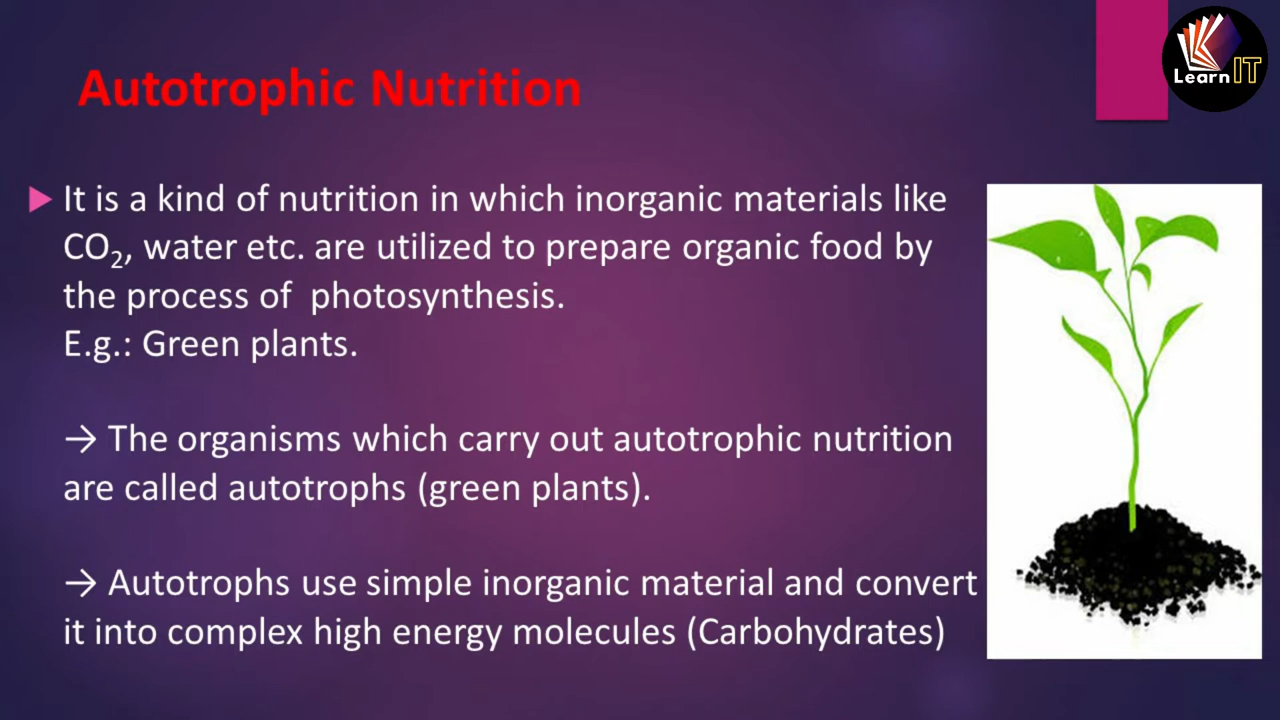 Learn IT
Autotrophic Nutrition
It is a kind of nutrition in which inorganic materials like
CO₂, water etc. are utilized to prepare organic food by
the process of  photosynthesis.
E.g.: Green plants.
→ The organisms which carry out autotrophic nutrition
are called autotrophs (green plants).
→ Autotrophs use simple inorganic material and convert
it into complex high energy molecules (Carbohydrates)